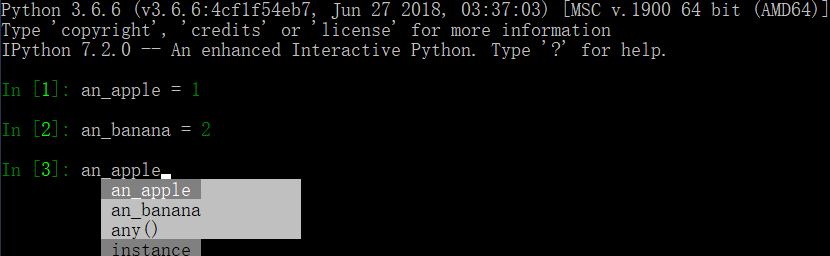 Python 3.6.6 (v3.6.6:4cf1f54eb7, Jun 27 2018, 03:37:03) [MSC v.1900 64 bit (AMD64)]
Type 'copyright', 'credits' or 'license' for more information
IPython 7.2.0 -- An enhanced Interactive Python. Type '?' for help.
In [1]: an_apple = 1
In [2]: an_banana = 2
In [3]: an_apple
an_apple
an_banana
any()
instance